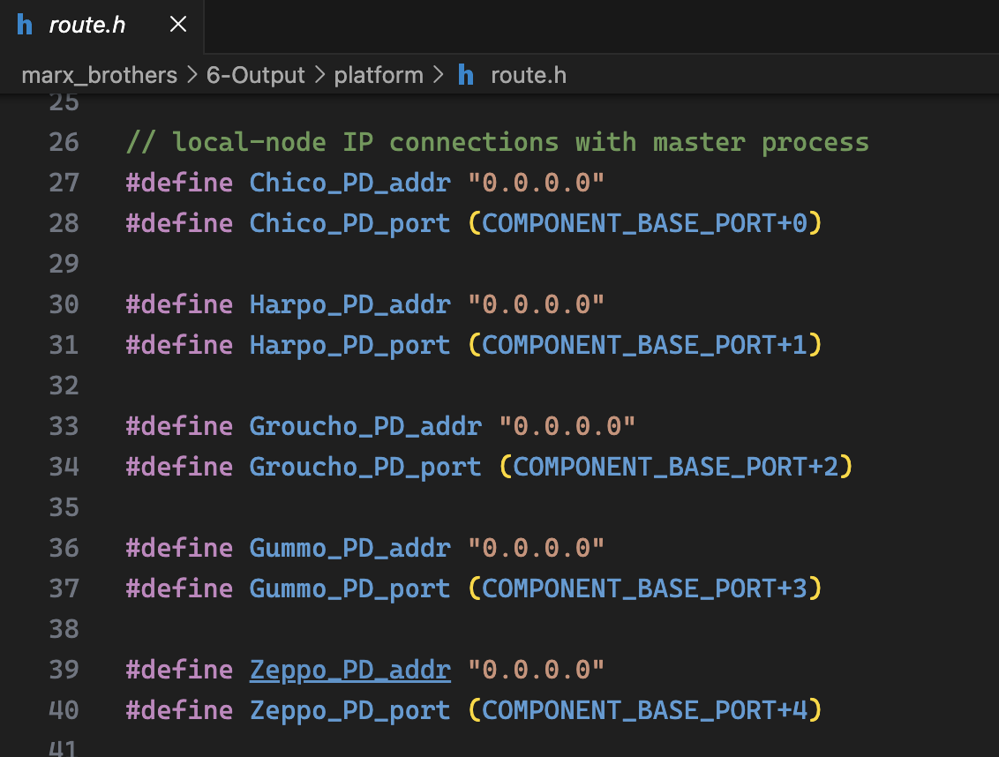 h route.h ×
marx_brothers > 6-Output > platform > h route.h
25
26 // local-node IP connections with master process
27 #define Chico_PD_addr "0.0.0.0"
28 #define Chico_PD_port (COMPONENT_BASE_PORT+0)
29
30 #define Harpo_PD_addr "0.0.0.0"
31 #define Harpo_PD_port (COMPONENT_BASE_PORT+1)
32
33 #define Groucho_PD_addr "0.0.0.0"
34 #define Groucho_PD_port (COMPONENT_BASE_PORT+2)
35
36 #define Gummo_PD_addr "0.0.0.0"
37 #define Gummo_PD_port (COMPONENT_BASE_PORT+3)
38
39 #define Zeppo_PD_addr "0.0.0.0"
40 #define Zeppo_PD_port (COMPONENT_BASE_PORT+4)
41